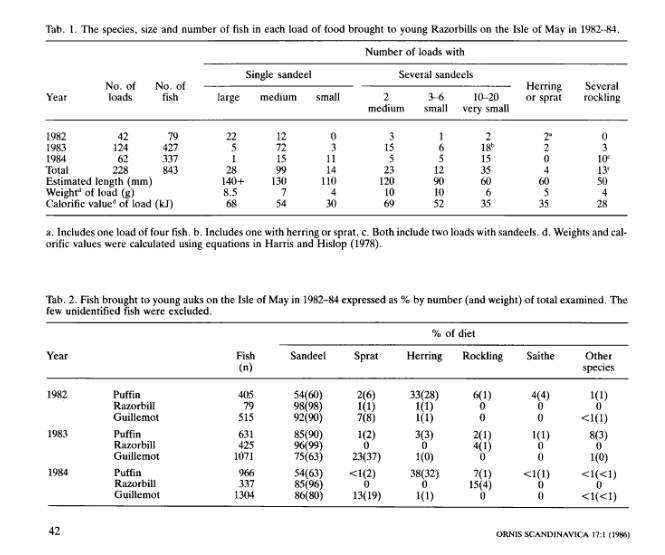 Tab. 1. The species, size and number of fish in each load of food brought to young Razorbills on the Isle of May in 1982–84.
Number of loads with
Single sandeel Several sandeels
No. of No. of Herring Several
Year loads fish large medium small 2 3–6 10–20 or sprat rockling
medium small very small
1982 42 79 22 12 0 3 1 2 2ᵃ 0
1983 124 427 5 72 3 15 6 18ᵇ 2 3
1984 62 337 1 15 11 5 5 15 0 10ᶜ
Total 228 843 28 99 14 23 12 35 4 13ᶜ
Estimated length (mm) 140+ 130 110 120 90 60 60 50
Weightᵈ of load (g) 8.5 7 4 10 10 6 5 4
Calorific valueᵈ of load (kJ) 68 54 30 69 52 35 35 28
a. Includes one load of four fish. b. Includes one with herring or sprat. c. Both include two loads with sandeels. d. Weights and cal-
orific values were calculated using equations in Harris and Hislop (1978).
Tab. 2. Fish brought to young auks on the Isle of May in 1982–84 expressed as % by number (and weight) of total examined. The
few unidentified fish were excluded.
% of diet
Year Fish Sandeel Sprat Herring Rockling Saithe Other
(n) species
1982 Puffin 405 54(60) 2(6) 33(28) 6(1) 4(4) 1(1)
Razorbill 79 98(98) 1(1) 1(1) 0 0 0
Guillemot 515 92(90) 7(8) 1(1) 0 0 <1(1)
1983 Puffin 631 85(90) 1(2) 3(3) 2(1) 1(1) 8(3)
Razorbill 425 96(99) 0 0 4(1) 0 0
Guillemot 1071 75(63) 23(37) 1(0) 0 0 1(0)
1984 Puffin 966 54(63) <1(2) 38(32) 7(1) <1(1) <1(<1)
Razorbill 337 85(96) 0 0 15(4) 0 0
Guillemot 1304 86(80) 13(19) 1(1) 0 0 <1(<1)
42 ORNIS SCANDINAVICA 17:1 (1986)